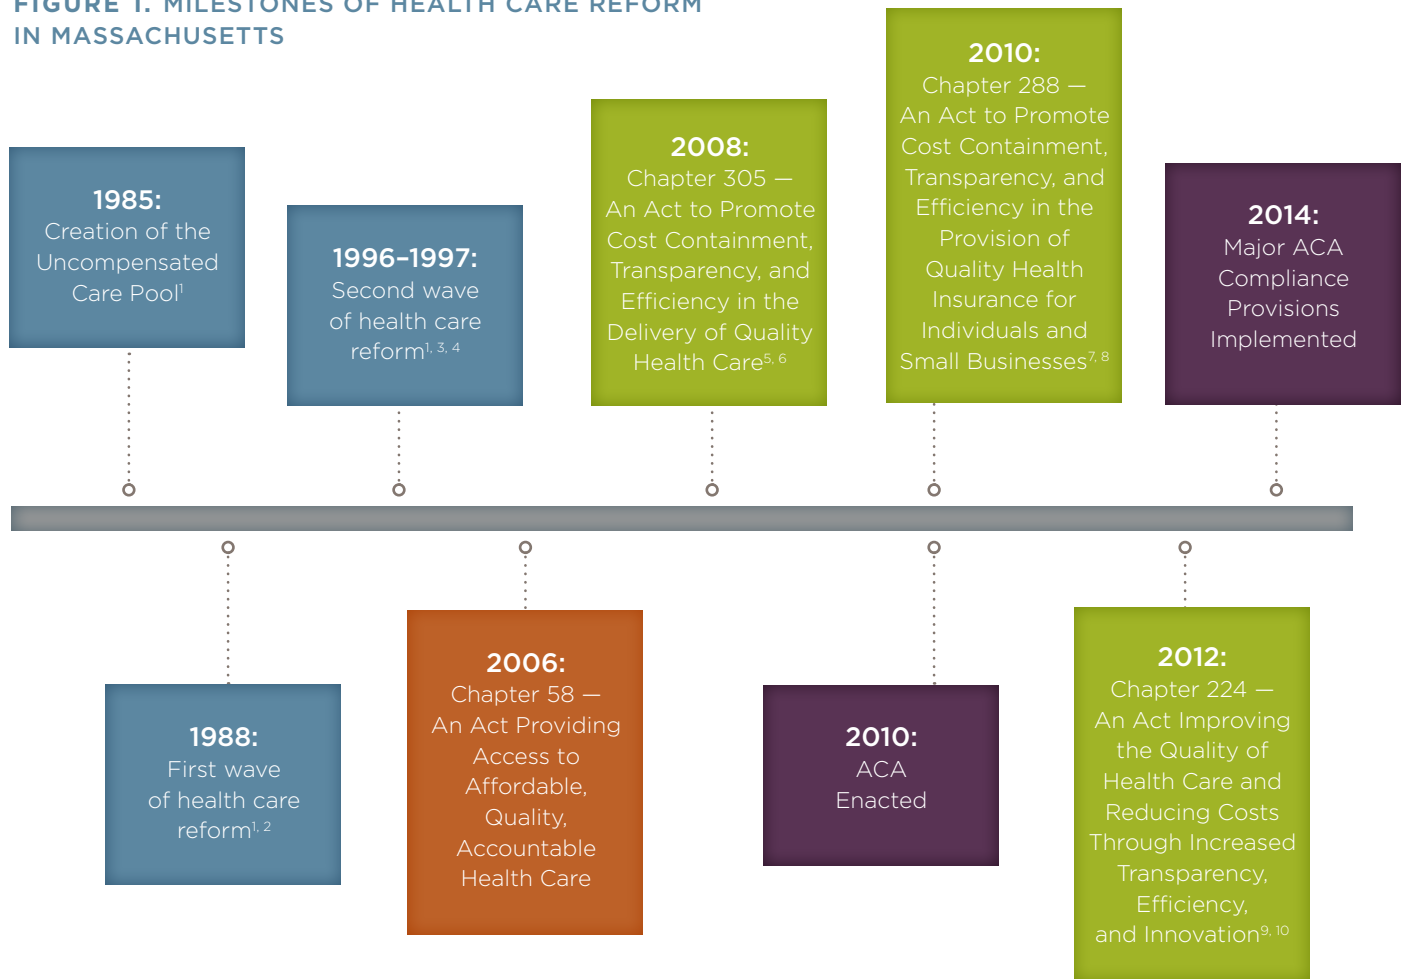 FIGURE 1. MILESTONES OF HEALTH CARE REFORM
IN MASSACHUSETTS
1985:
Creation of the
Uncompensated
Care Pool1
1996–1997:
Second wave
of health care
reform1, 3, 4
2008:
Chapter 305 —
An Act to Promote
Cost Containment,
Transparency, and
Efficiency in the
Delivery of Quality
Health Care5, 6
2010:
Chapter 288 —
An Act to Promote
Cost Containment,
Transparency, and
Efficiency in the
Provision of
Quality Health
Insurance for
Individuals and
Small Businesses7, 8
2014:
Major ACA
Compliance
Provisions
Implemented
1988:
First wave
of health care
reform1, 2
2006:
Chapter 58 —
An Act Providing
Access to
Affordable,
Quality,
Accountable
Health Care
2010:
ACA
Enacted
2012:
Chapter 224 —
An Act Improving
the Quality of
Health Care and
Reducing Costs
Through Increased
Transparency,
Efficiency,
and Innovation9, 10